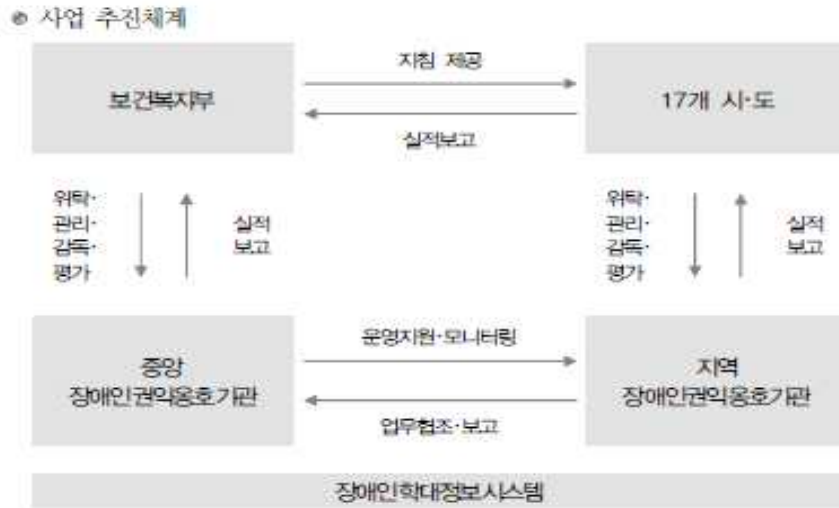 사업 추진체계
지침 제공
보건복지부
17개 시·도
실적보고
위탁·
관리·
감독·
평가
실적
보고
위탁·
관리·
감독·
평가
실적
보고
운영지원·모니터링
중앙
장애인권익옹호기관
지역
장애인권익옹호기관
업무협조·보고
장애인학대정보시스템